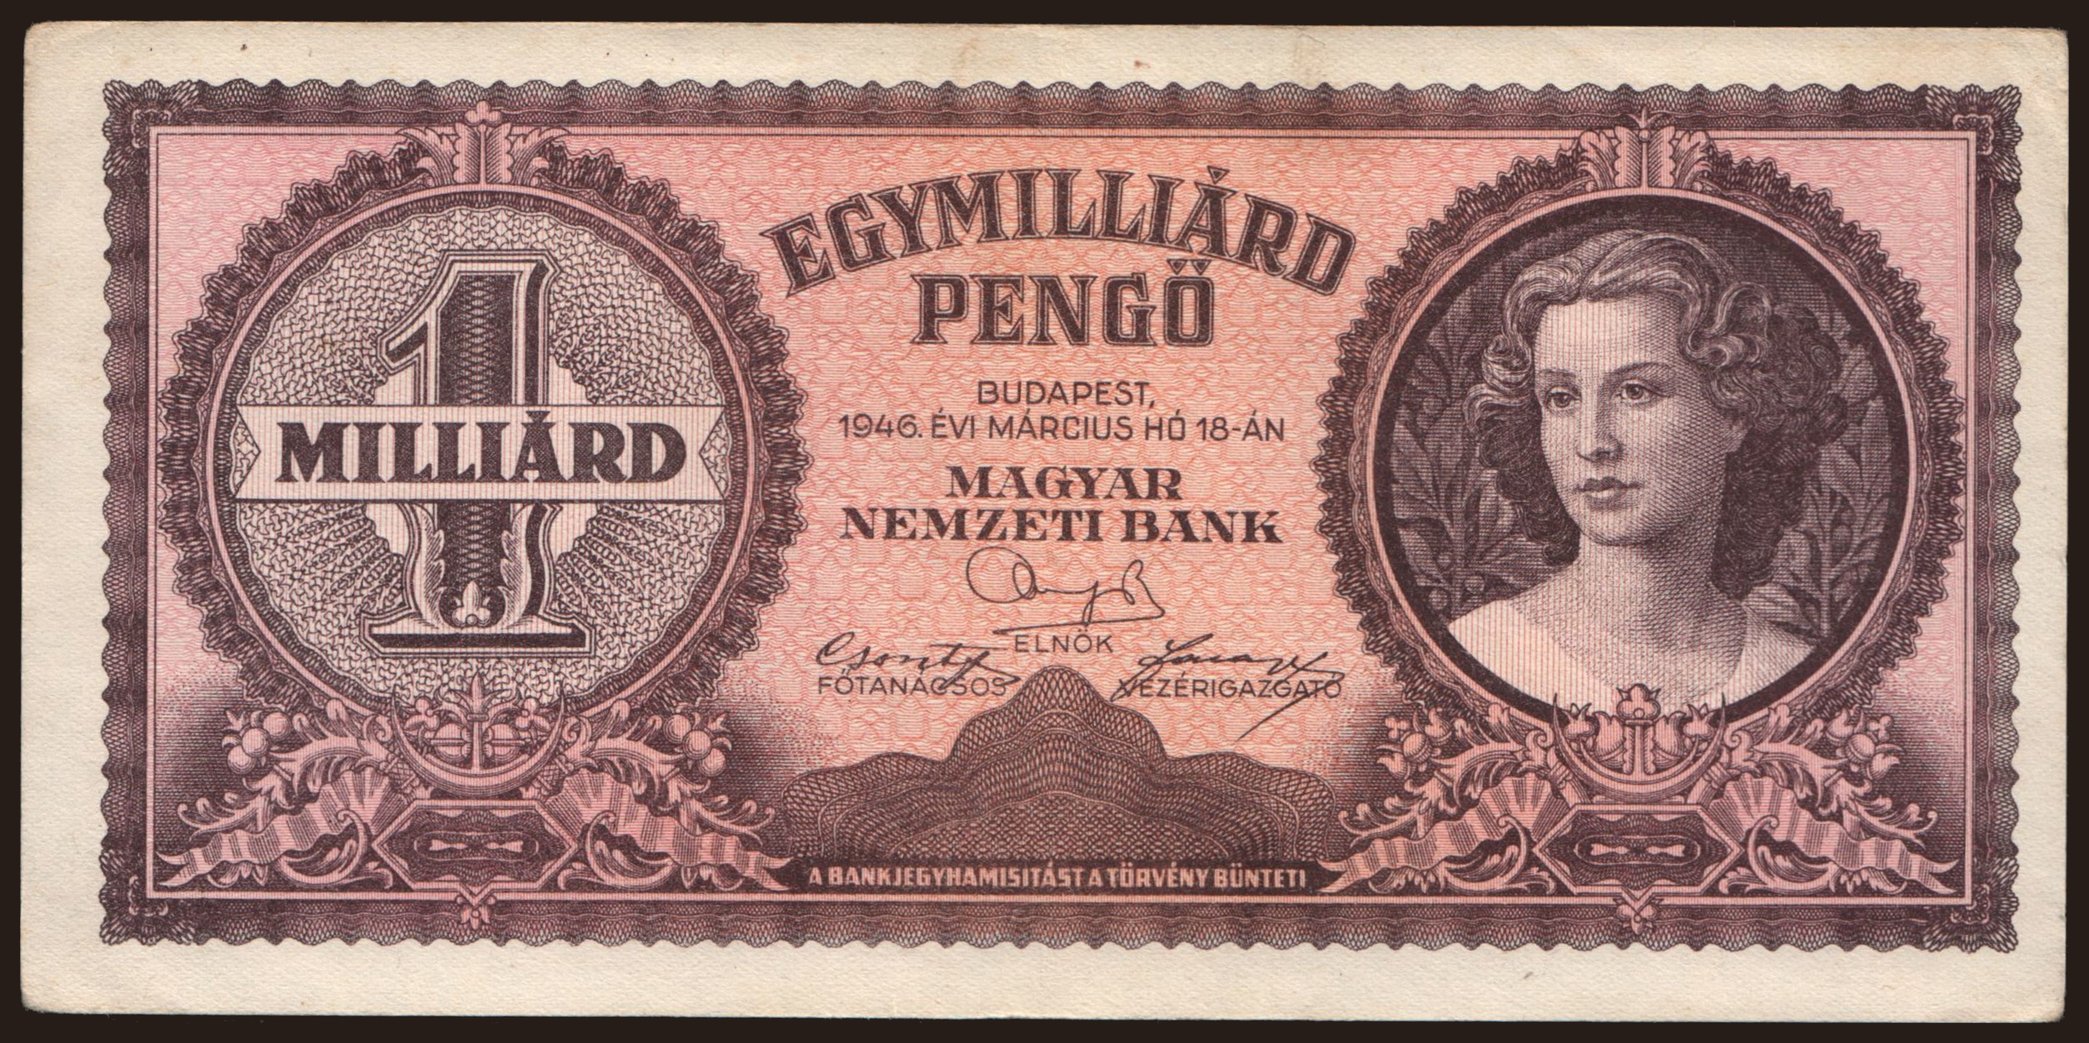 1
MILLIÁRD
EGYMILLIÁRD
PENGŐ
BUDAPEST,
1946. ÉVI MÁRCIUS HÓ 18-ÁN
MAGYAR
NEMZETI BANK
ELNÖK
FŐTANÁCSOS VEZÉRIGAZGATÓ
A BANKJEGYHAMISITÁST A TÖRVÉNY BÜNTETI